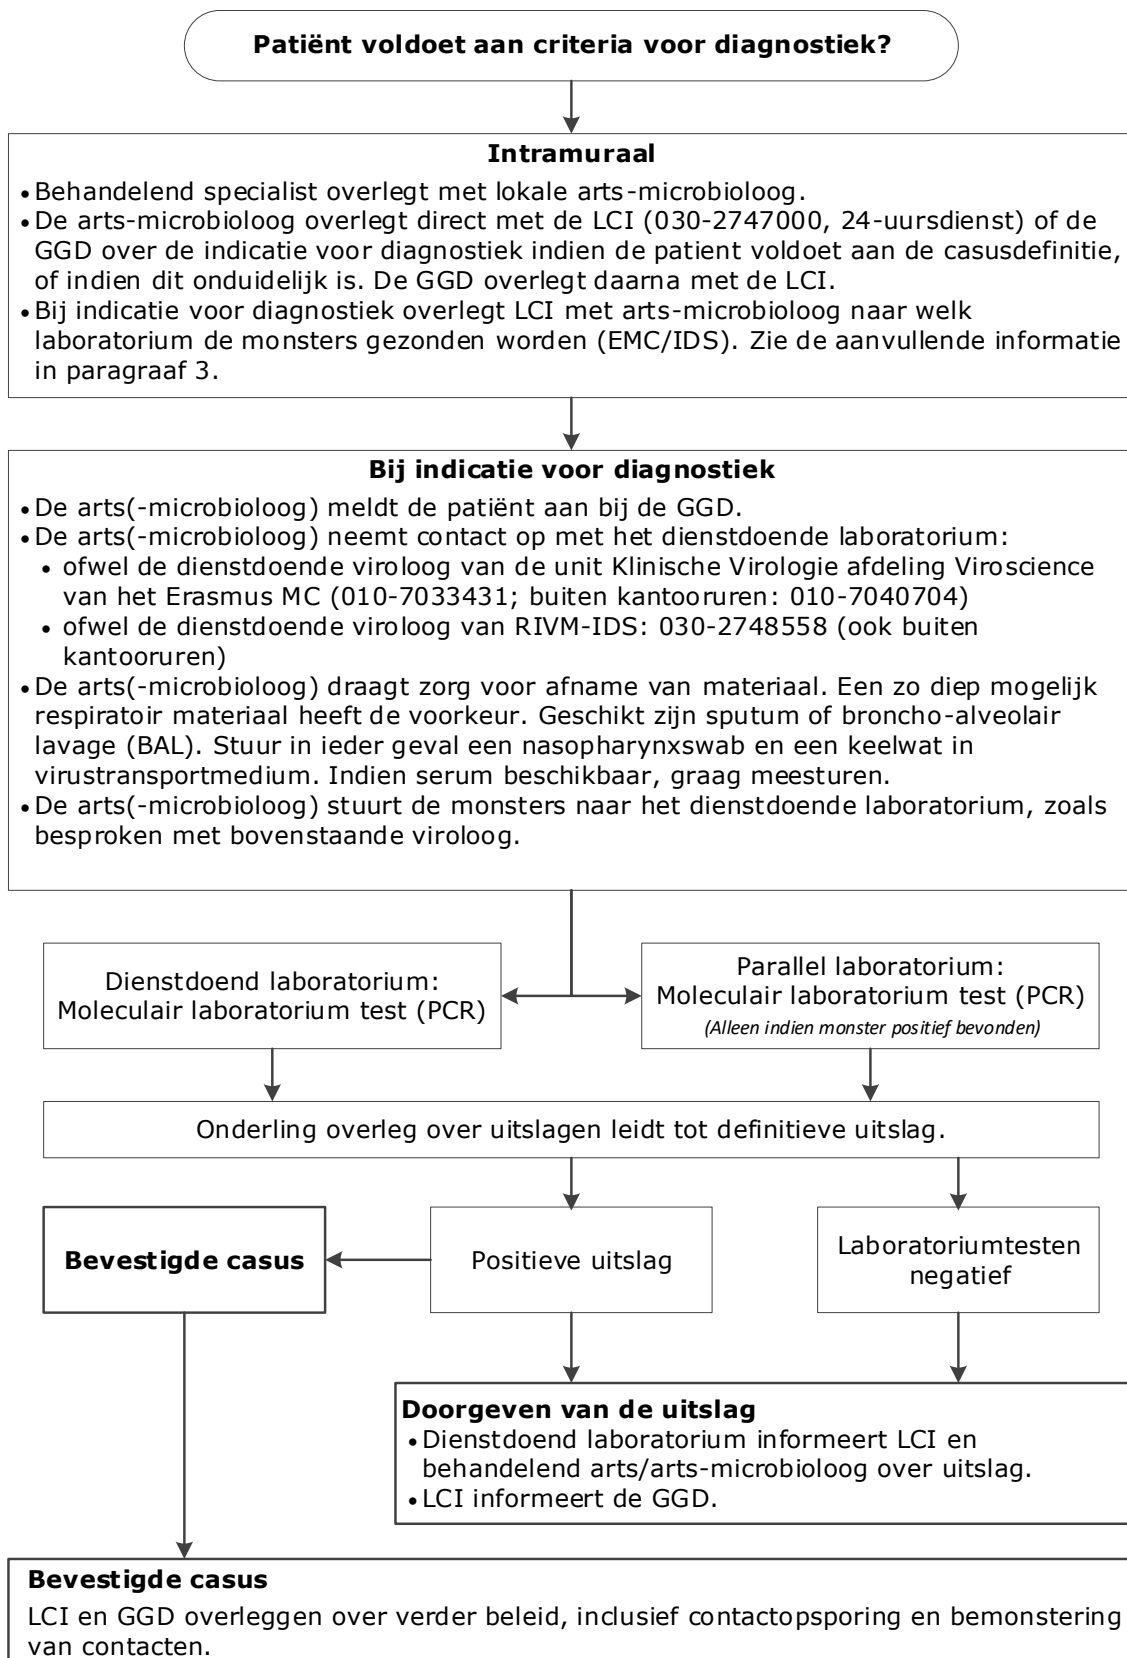 Patiënt voldoet aan criteria voor diagnostiek?
Intramuraal
• Behandelend specialist overlegt met lokale arts-microbioloog.
• De arts-microbioloog overlegt direct met de LCI (030-2747000, 24-uursdienst) of de
GGD over de indicatie voor diagnostiek indien de patient voldoet aan de casusdefinitie,
of indien dit onduidelijk is. De GGD overlegt daarna met de LCI.
• Bij indicatie voor diagnostiek overlegt LCI met arts-microbioloog naar welk
laboratorium de monsters gezonden worden (EMC/IDS). Zie de aanvullende informatie
in paragraaf 3.
Bij indicatie voor diagnostiek
• De arts(-microbioloog) meldt de patiënt aan bij de GGD.
• De arts(-microbioloog) neemt contact op met het dienstdoende laboratorium:
• ofwel de dienstdoende viroloog van de unit Klinische Virologie afdeling Viroscience
van het Erasmus MC (010-7033431; buiten kantooruren: 010-7040704)
• ofwel de dienstdoende viroloog van RIVM-IDS: 030-2748558 (ook buiten
kantooruren)
• De arts(-microbioloog) draagt zorg voor afname van materiaal. Een zo diep mogelijk
respiratoir materiaal heeft de voorkeur. Geschikt zijn sputum of broncho-alveolair
lavage (BAL). Stuur in ieder geval een nasopharynxswab en een keelwat in
virustransportmedium. Indien serum beschikbaar, graag meesturen.
• De arts(-microbioloog) stuurt de monsters naar het dienstdoende laboratorium, zoals
besproken met bovenstaande viroloog.
Dienstdoend laboratorium:
Moleculair laboratorium test (PCR)
Parallel laboratorium:
Moleculair laboratorium test (PCR)
(Alleen indien monster positief bevonden)
Onderling overleg over uitslagen leidt tot definitieve uitslag.
Bevestigde casus
Positieve uitslag
Laboratoriumtesten
negatief
Doorgeven van de uitslag
• Dienstdoend laboratorium informeert LCI en
behandelend arts/arts-microbioloog over uitslag.
• LCI informeert de GGD.
Bevestigde casus
LCI en GGD overleggen over verder beleid, inclusief contactopsporing en bemonstering
van contacten.